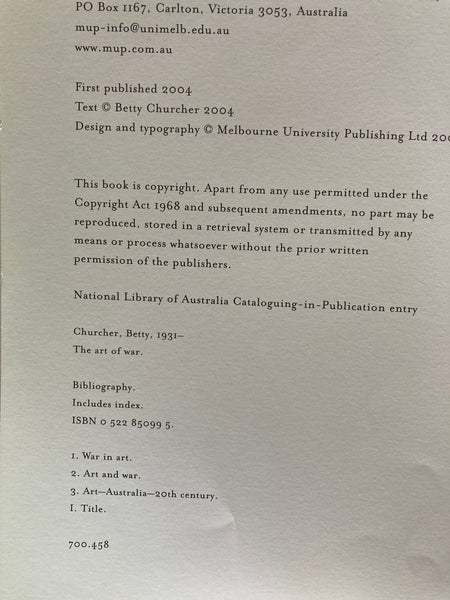 PO Box 1167, Carlton, Victoria 3053, Australia
mup-info@unimelb.edu.au
www.mup.com.au
First published 2004
Text © Betty Churcher 2004
Design and typography © Melbourne University Publishing Ltd
This book is copyright. Apart from any use permitted under the
Copyright Act 1968 and subsequent amendments, no part may be
reproduced, stored in a retrieval system or transmitted by any
means or process whatsoever without the prior written
permission of the publishers.
National Library of Australia Cataloguing-in-Publication entry
Churcher, Betty, 1931–
The art of war.
Bibliography.
Includes index.
ISBN 0 522 85099 5.
1. War in art.
2. Art and war.
3. Art—Australia—20th century.
I. Title.
700.458